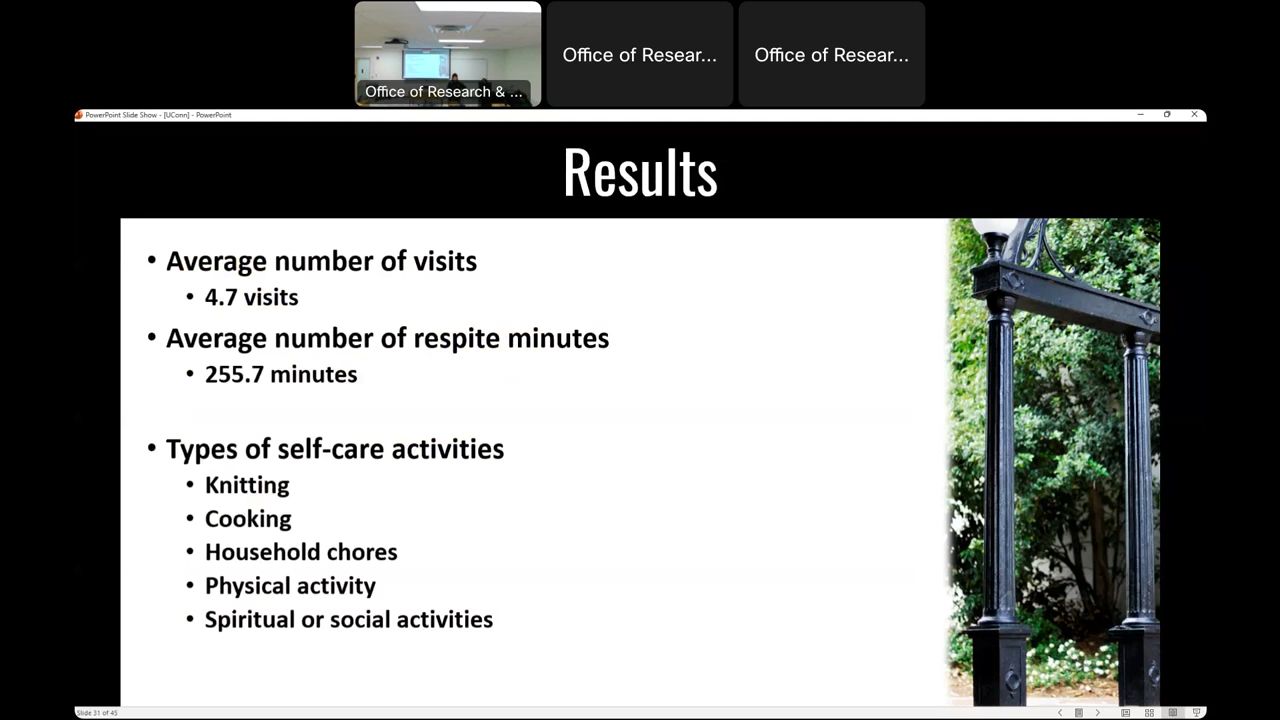 Office of Research & ...
Office of Resear...
Office of Resear...
PowerPoint Slide Show - [UConn] - PowerPoint
Results
• Average number of visits
• 4.7 visits
• Average number of respite minutes
• 255.7 minutes
• Types of self-care activities
• Knitting
• Cooking
• Household chores
• Physical activity
• Spiritual or social activities
Slide 31 of 45